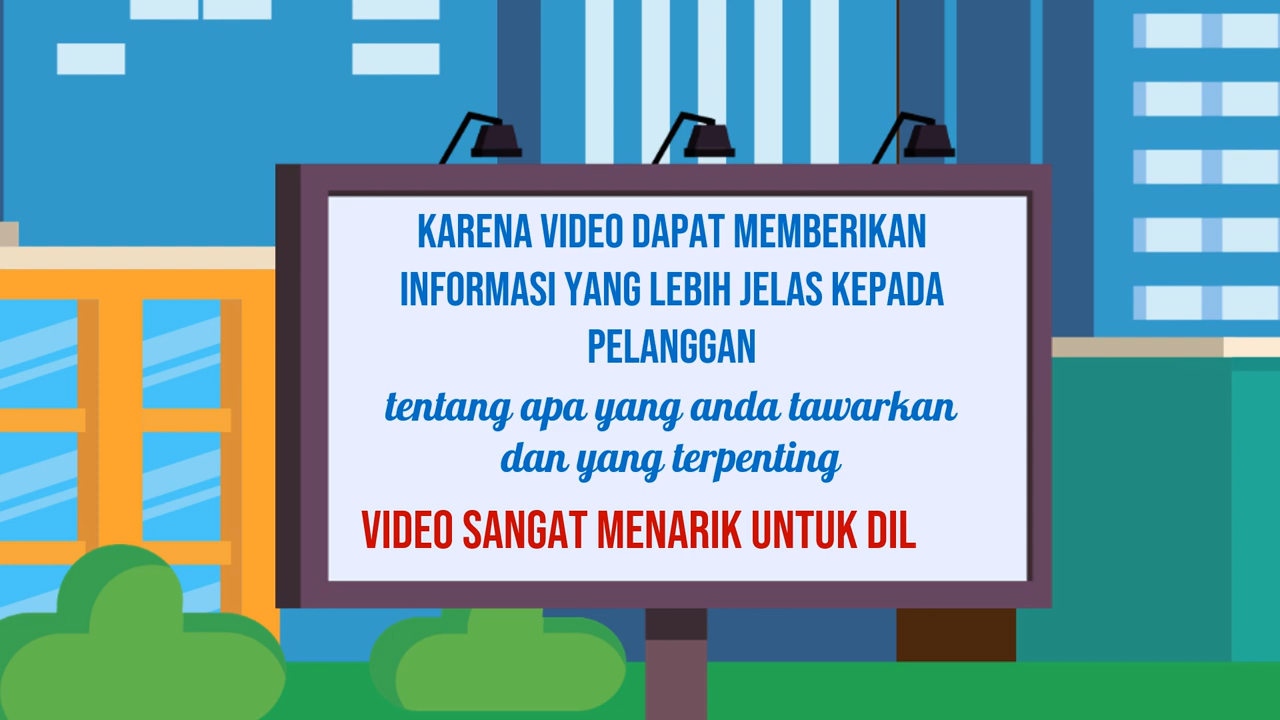 KARENA VIDEO DAPAT MEMBERIKAN
INFORMASI YANG LEBIH JELAS KEPADA
PELANGGAN
tentang apa yang anda tawarkan
dan yang terpenting
VIDEO SANGAT MENARIK UNTUK DIL